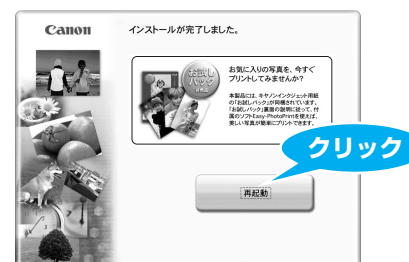 Canon
インストールが完了しました。
お試し
パック
お気に入りの写真を、今すぐ
プリントしてみませんか?
本製品には、キヤノンインクジェット用紙
の「お試しパック」が同梱されています。
「お試しパック」裏面の説明に従って、付
属のソフトEasy-PhotoPrintを使えば、
美しい写真が簡単にプリントできます。
クリック
再起動